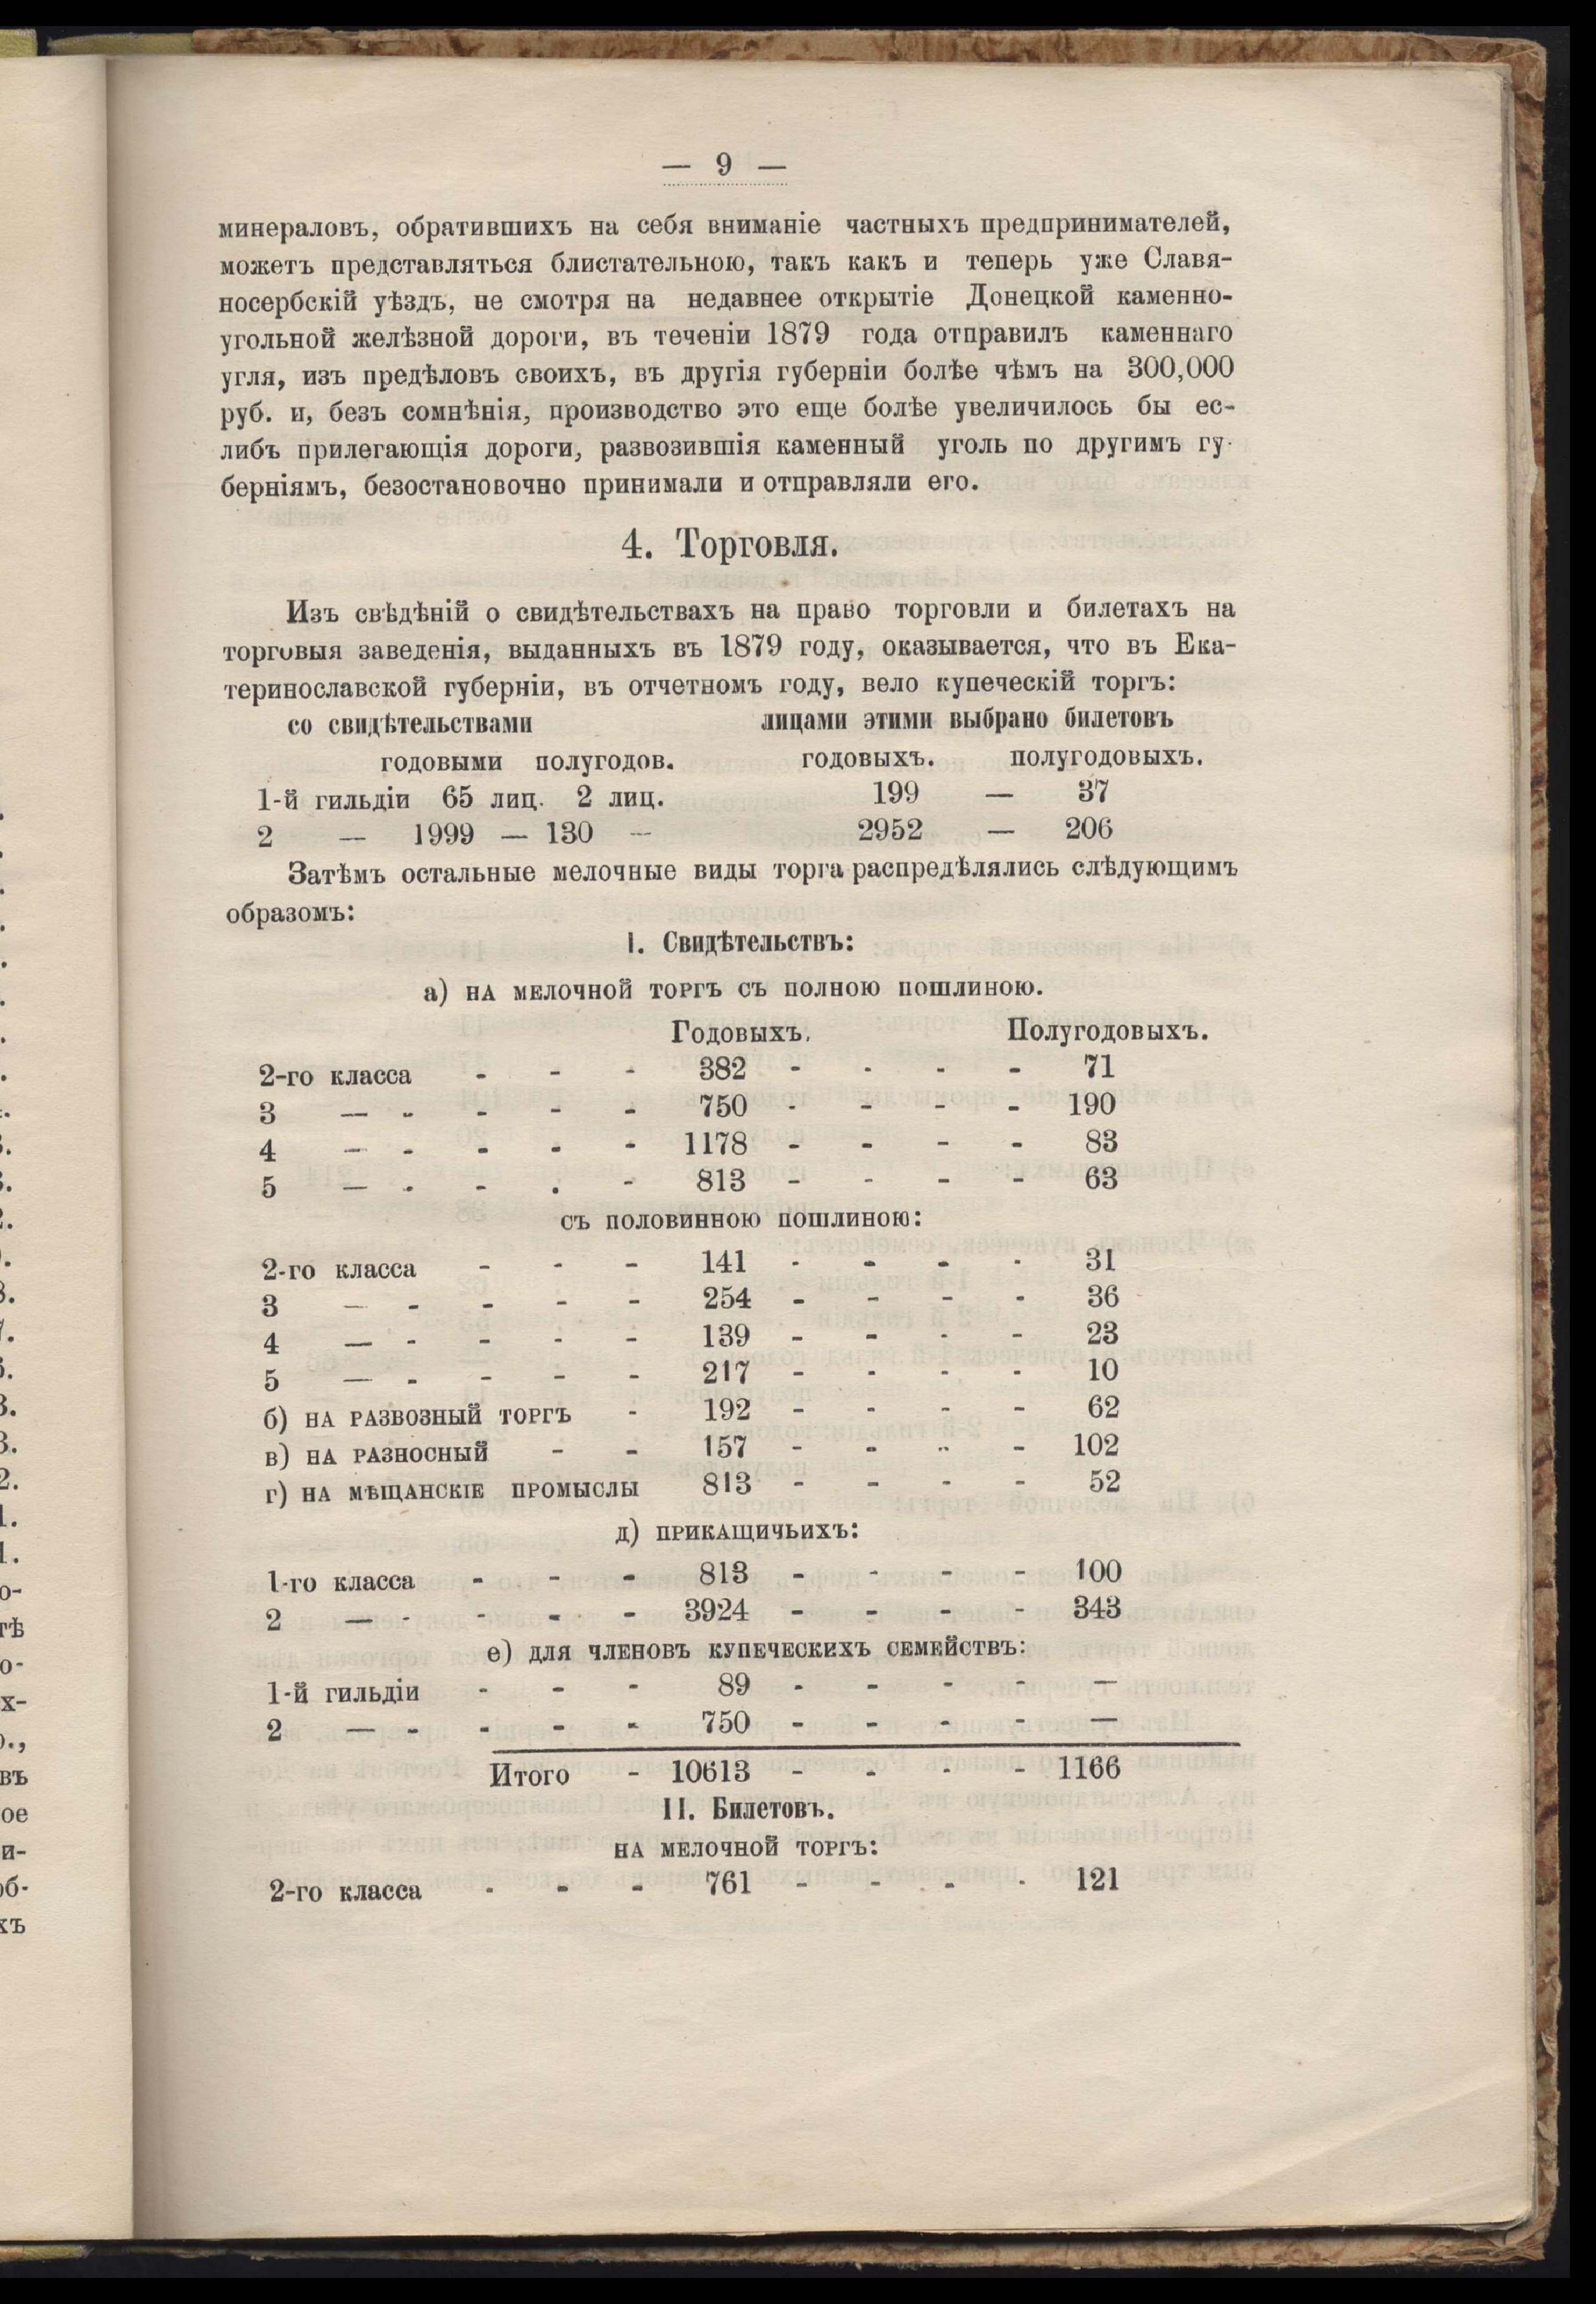 — 9 —
минераловъ, обратившихъ на себя вниманіе частныхъ предпринимателей,
можетъ представляться блистательною, такъ какъ и теперь уже Славя-
носербскій уѣздъ, не смотря на недавнее открытіе Донецкой каменно-
угольной желѣзной дороги, въ теченіи 1879 года отправилъ каменнаго
угля, изъ предѣловъ своихъ, въ другія губерніи болѣе чѣмъ на 300,000
руб. и, безъ сомнѣнія, производство это еще болѣе увеличилось бы ес-
либъ прилегающія дороги, развозившія каменный уголь по другимъ гу-
берніямъ, безостановочно принимали и отправляли его.
4. Торговля.
Изъ свѣдѣній о свидѣтельствахъ на право торговли и билетахъ на
торговыя заведенія, выданныхъ въ 1879 году, оказывается, что въ Ека-
теринославской губерніи, въ отчетномъ году, вело купеческій торгъ:
со свидѣтельствами лицами этими выбрано билетовъ
годовыми полугодов. годовыхъ. полугодовыхъ.
1-й гильдіи 65 лиц. 2 лиц. 199 — 37
2 — 1999 — 130 — 2952 — 206
Затѣмъ остальные мелочные виды торга распредѣлялись слѣдующимъ
образомъ:
I. Свидѣтельствъ:
а) на мелочной торгъ съ полною пошлиною.
Годовыхъ. Полугодовыхъ.
2-го класса - - - 382 - - - - 71
3 — - - - - 750 - - - - 190
4 — - - - - 1178 - - - - 83
5 — - - - - 813 - - - - 63
съ половинною пошлиною:
2-го класса - - - 141 - - - - 31
3 — - - - - 254 - - - - 36
4 — - - - - 139 - - - - 23
5 — - - - - 217 - - - - 10
б) на развозный торгъ - 192 - - - - 62
в) на разносный - - 157 - - - - 102
г) на мѣщанскіе промыслы 813 - - - - 52
д) прикащичьихъ:
1-го класса - - - 813 - - - - 100
2 — - - - - 3924 - - - - 343
е) для членовъ купеческихъ семействъ:
1-й гильдіи - - - 89 - - - - —
2 — - - - - 750 - - - - —
Итого - 10613 - - - - 1166
II. Билетовъ.
на мелочной торгъ:
2-го класса - - - 761 - - - - 121